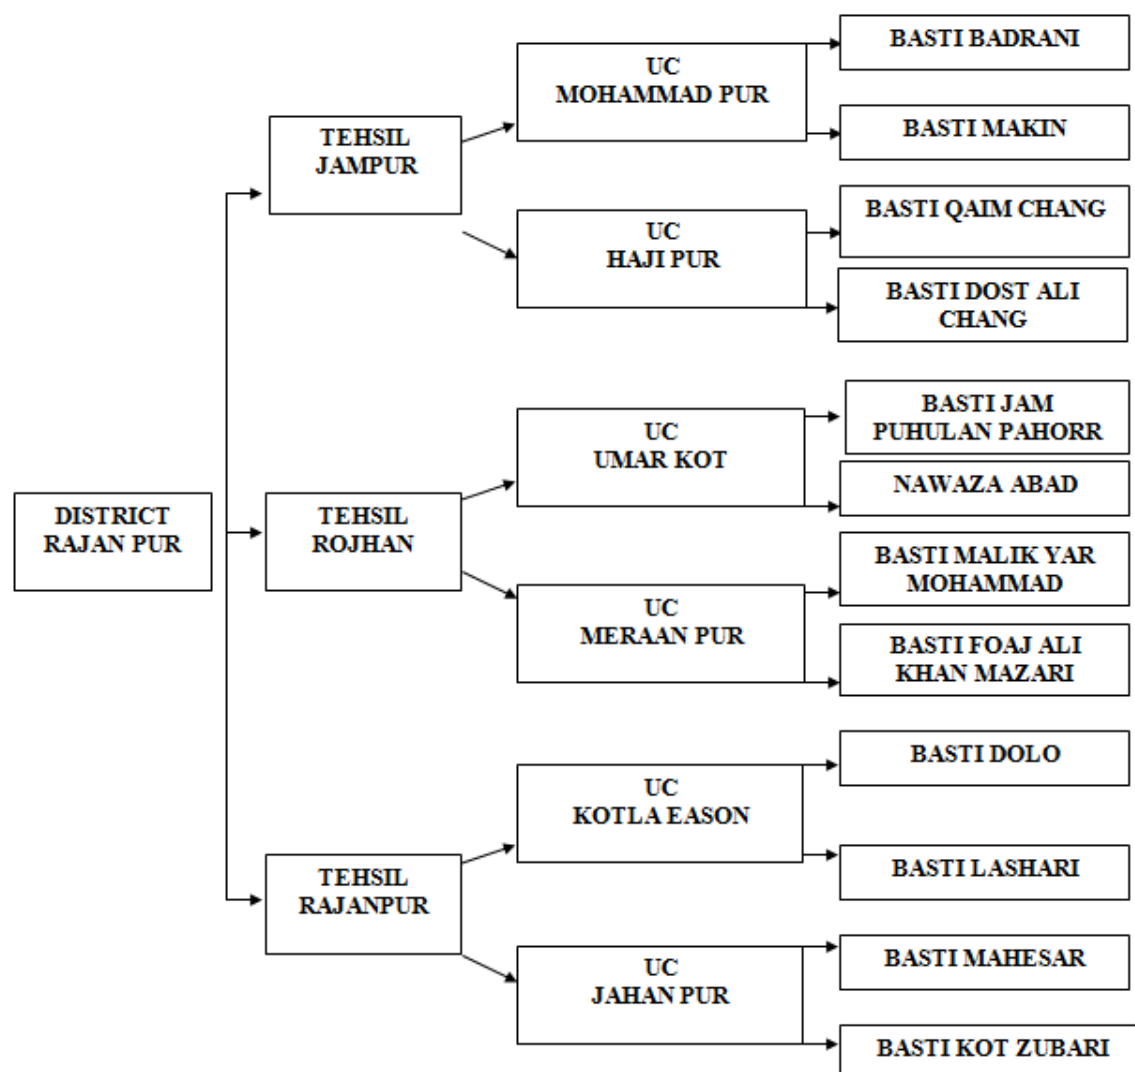 DISTRICT
RAJAN PUR
TEHSIL
JAMPUR
UC
MOHAMMAD PUR
BASTI BADRANI
BASTI MAKIN
UC
HAJI PUR
BASTI QAIM CHANG
BASTI DOST ALI
CHANG
TEHSIL
ROJHAN
UC
UMAR KOT
BASTI JAM
PUHULAN PAHORR
NAWAZA ABAD
UC
MERAAN PUR
BASTI MALIK YAR
MOHAMMAD
BASTI FOAJ ALI
KHAN MAZARI
TEHSIL
RAJANPUR
UC
KOTLA EASON
BASTI DOLO
BASTI LASHARI
UC
JAHAN PUR
BASTI MAHESAR
BASTI KOT ZUBARI